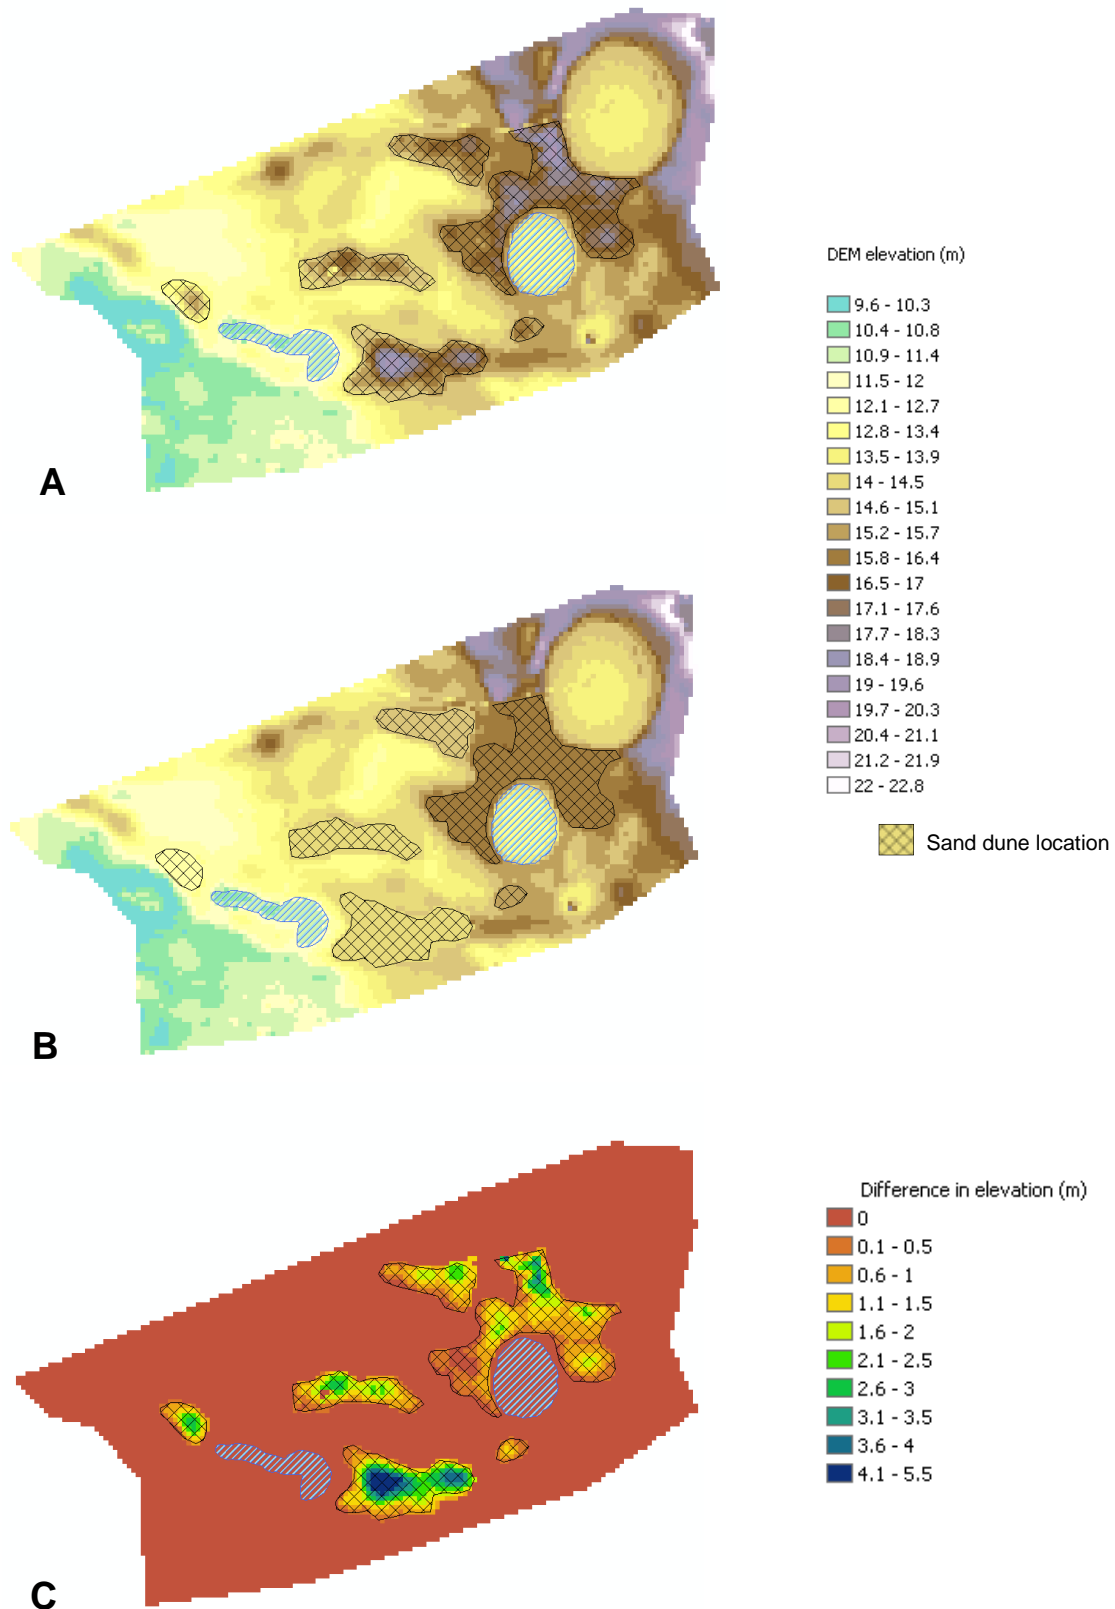 A
DEM elevation (m)
9.6 - 10.3
10.4 - 10.8
10.9 - 11.4
11.5 - 12
12.1 - 12.7
12.8 - 13.4
13.5 - 13.9
14 - 14.5
14.6 - 15.1
15.2 - 15.7
15.8 - 16.4
16.5 - 17
17.1 - 17.6
17.7 - 18.3
18.4 - 18.9
19 - 19.6
19.7 - 20.3
20.4 - 21.1
21.2 - 21.9
22 - 22.8
Sand dune location
B
Difference in elevation (m)
0
0.1 - 0.5
0.6 - 1
1.1 - 1.5
1.6 - 2
2.1 - 2.5
2.6 - 3
3.1 - 3.5
3.6 - 4
4.1 - 5.5
C